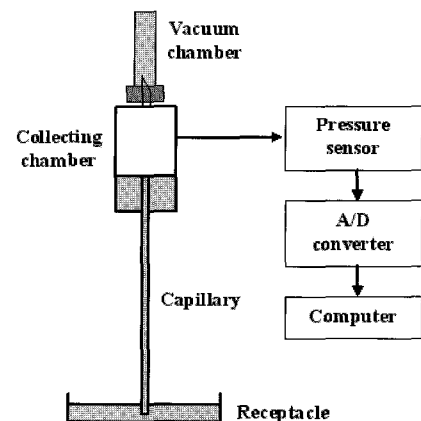 Vacuum
chamber
Collecting
chamber
Pressure
sensor
A/D
converter
Capillary
Computer
Receptacle